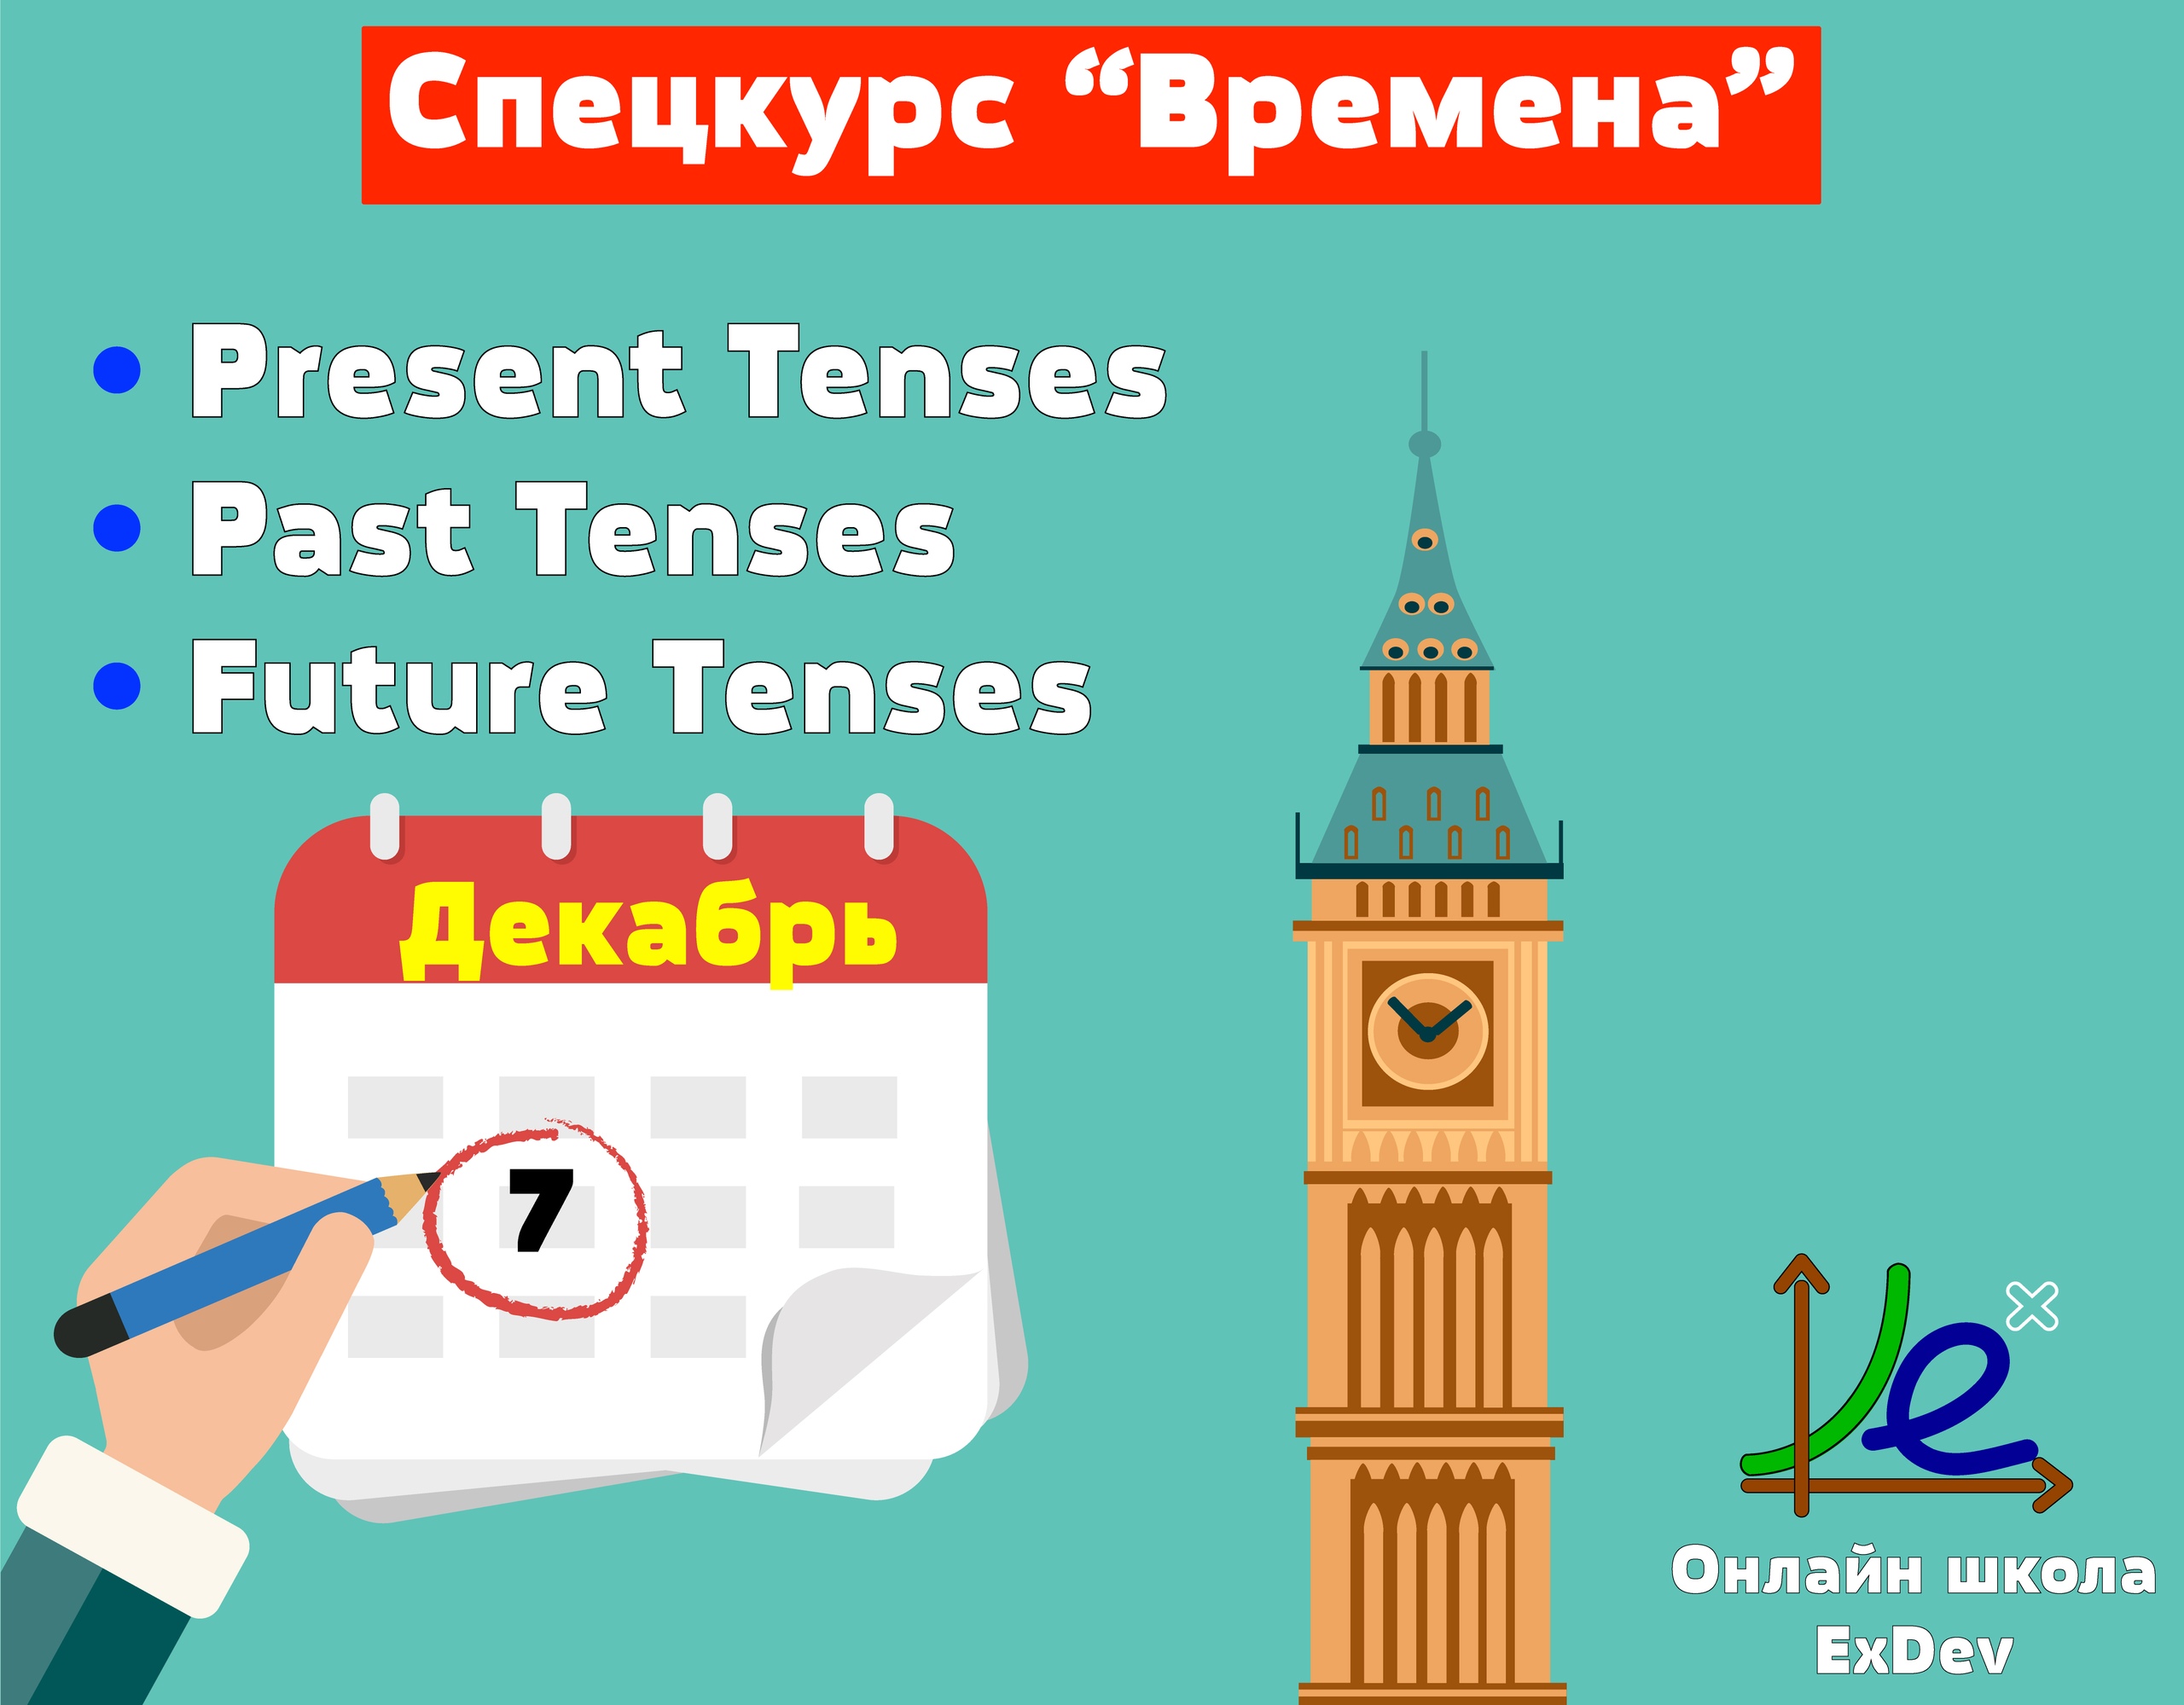 Спецкурс “Времена”
Present Tenses
Past Tenses
Future Tenses
Декабрь
7
Онлайн школа
ExDev